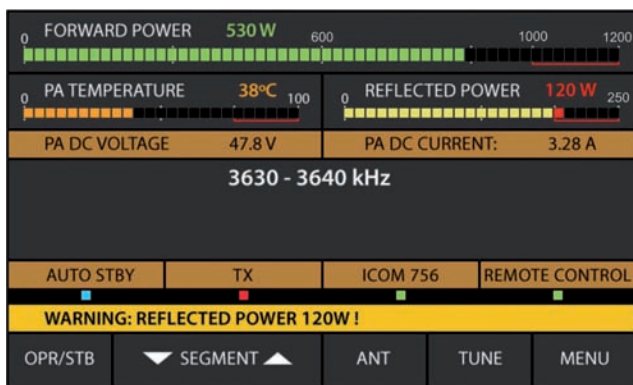 FORWARD POWER 530 W
0 600 1000 1200
PA TEMPERATURE 38ºC
0 100
REFLECTED POWER 120 W
0 250
PA DC VOLTAGE 47.8 V PA DC CURRENT: 3.28 A
3630 - 3640 kHz
AUTO STBY TX ICOM 756 REMOTE CONTROL
WARNING: REFLECTED POWER 120W !
OPR/STB SEGMENT ANT TUNE MENU